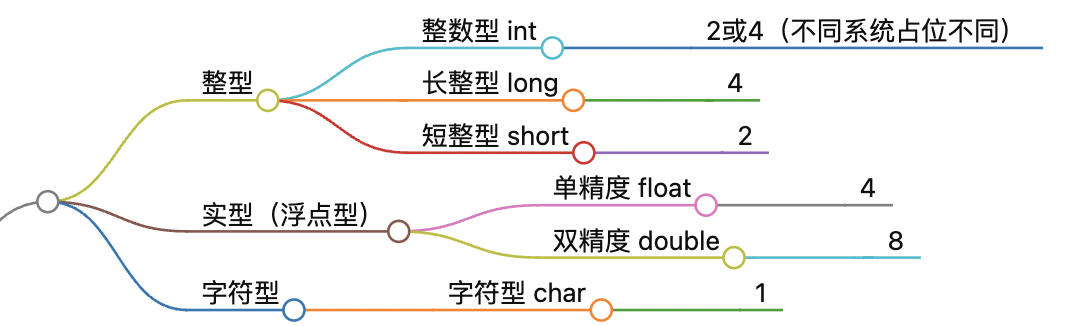 整数型 int 2或4（不同系统占位不同）
整型 长整型 long 4
短整型 short 2
单精度 float 4
实型（浮点型）
双精度 double 8
字符型 字符型 char 1